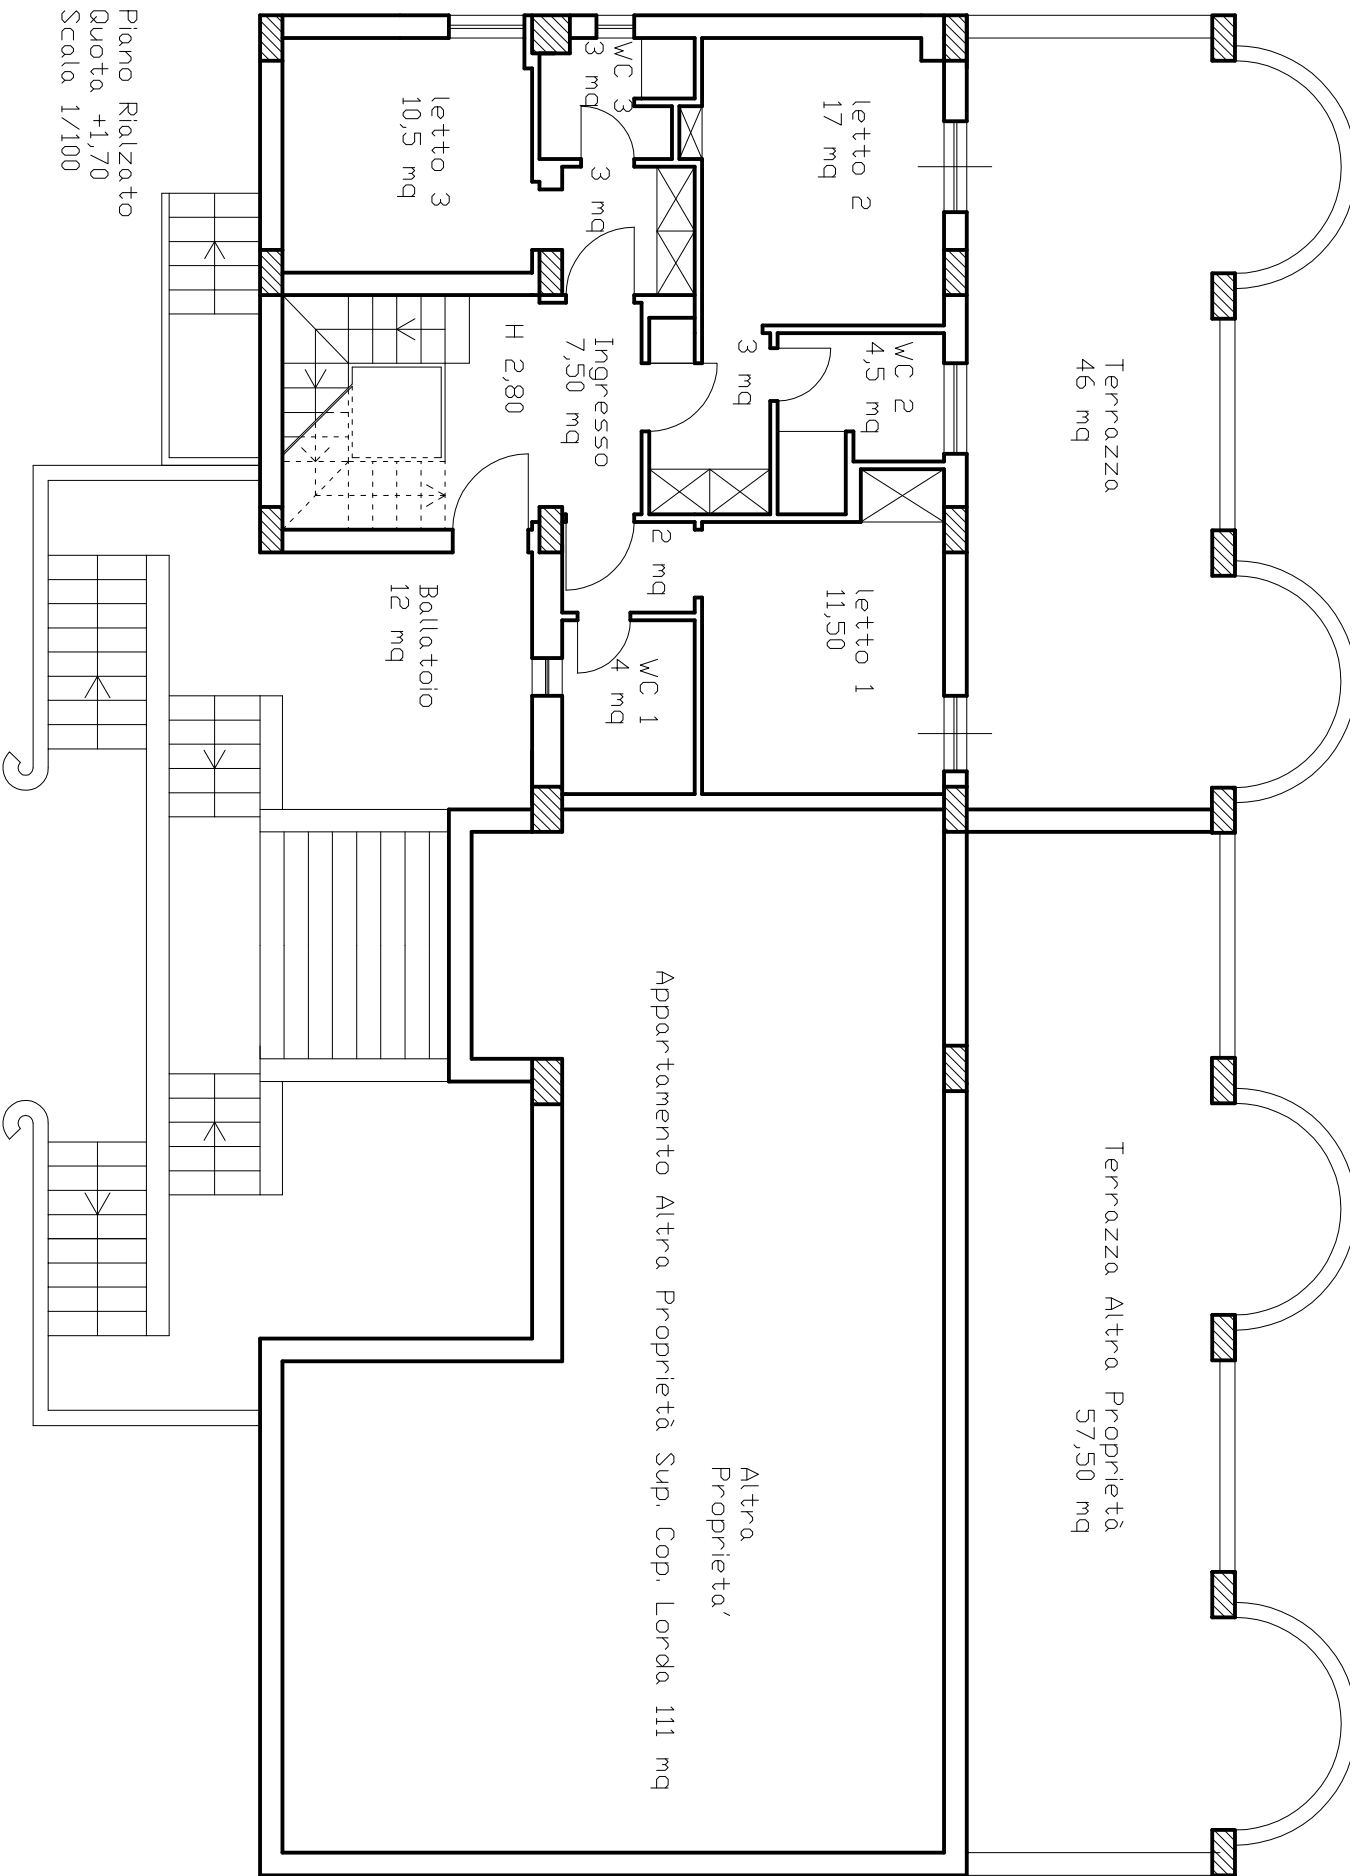 Terrazza
46 mq
Terrazza Altra Proprietà
57,50 mq
letto 2
17 mq
WC 2
4,5 mq
letto 1
11,50
3 mq
WC 3
3 mq
3 mq
Ingresso
7,50 mq
2 mq
WC 1
4 mq
H 2,80
letto 3
10,5 mq
Ballatoio
12 mq
Altra
Proprieta'
Appartamento Altra Proprietà Sup. Cop. Lorda 111 mq
Piano Rialzato
Quota +1,70
Scala 1/100